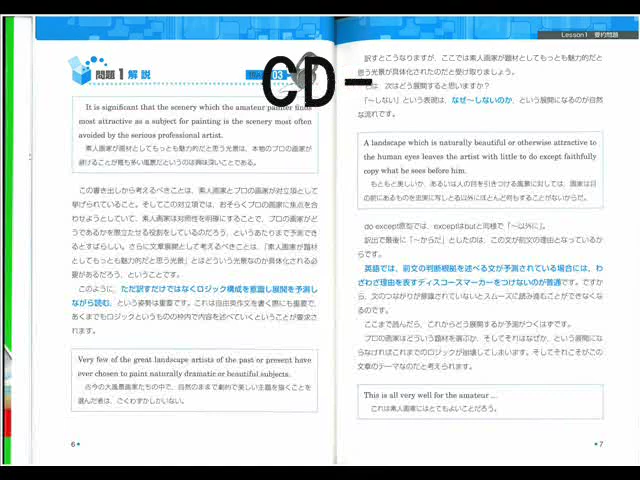 Lesson1 要約問題
問題1 解説
03
CD-
It is significant that the scenery which the amateur painter finds
most attractive as a subject for painting is the scenery most often
avoided by the serious professional artist.
素人画家が画材としてもっとも魅力的だと思う光景は、本物のプロの画家が
避けることが最も多い風景だというのは興味深いことである。
この書き出しから考えるべきことは、素人画家とプロの画家が対立項として
挙げられていること。そしてこの対立項では、おそらくプロの画家に焦点を合
わせようとしていて、素人画家は対照性を明確にすることで、プロの画家がど
うであるかを際立たせる役割をしているのだろう、というあたりまで予測でき
るとすばらしい。さらに文章展開として考えるべきことは、「素人画家が題材
としてもっとも魅力的だと思う光景」とはどういう光景なのかが具体化される必
要があるだろう、ということです。
このように、ただ訳すだけではなくロジック構成を意識し展開を予測し
ながら読む、という姿勢は重要です。これは自由英作文を書く際にも重要で、
あくまでもロジックというものの枠内で内容を述べていくということが要求さ
れます。
Very few of the great landscape artists of the past or present have
ever chosen to paint naturally dramatic or beautiful subjects.
古今の大風景画家たちの中で、自然のままで劇的で美しい主題を描くことを
選んだ者は、ごくわずかしかいない。
6
訳すとこうなりますが、ここでは素人画家が題材としてもっとも魅力的だと
思う光景が具体化されたのだと受け取りましょう。
次はどう展開すると思いますか？
「〜しない」という表現は、なぜ〜しないのか、という展開になるのが自然
な流れです。
A landscape which is naturally beautiful or otherwise attractive to
the human eyes leaves the artist with little to do except faithfully
copy what he sees before him.
もともと美しいか、あるいは人の目を引きつける風景に対しては、画家は目
の前にあるものを忠実に写しとる以外にほとんど何もすることがないからだ。
do except原型では、exceptはbutと同様で「〜以外に」。
訳出で最後に「〜からだ」としたのは、この文が前文の理由となっているか
らです。
英語では、前文の判断根拠を述べる文が予測されている場合には、わ
ざわざ理由を表すディスコースマーカーをつけないのが普通です。ですか
ら、文のつながりが意識されていないとスムーズに読み進むことができなくな
るのです。
ここまで読んだら、これからどう展開するか予測がつくはずです。
プロの画家はどういう題材を選ぶか、そしてそれはなぜか、という展開にな
らなければこれまでのロジックが崩壊してしまいます。そしてそこがこの
文章のテーマなのだと考えられます。
This is all very well for the amateur ...
これは素人画家にはとてもよいことだろう。
7